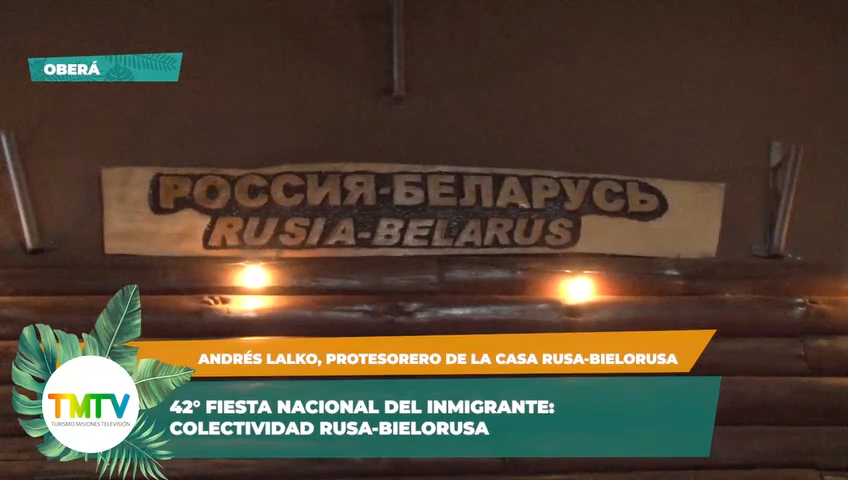 OBERÁ
РОССИЯ-БЕЛАРУСЬ
RUSIA-BELARÚS
ANDRÉS LALKO, PROTESORERO DE LA CASA RUSA-BIELORUSA
42° FIESTA NACIONAL DEL INMIGRANTE:
COLECTIVIDAD RUSA-BIELORUSA
TMTV
TURISMO MISIONES TELEVISIÓN